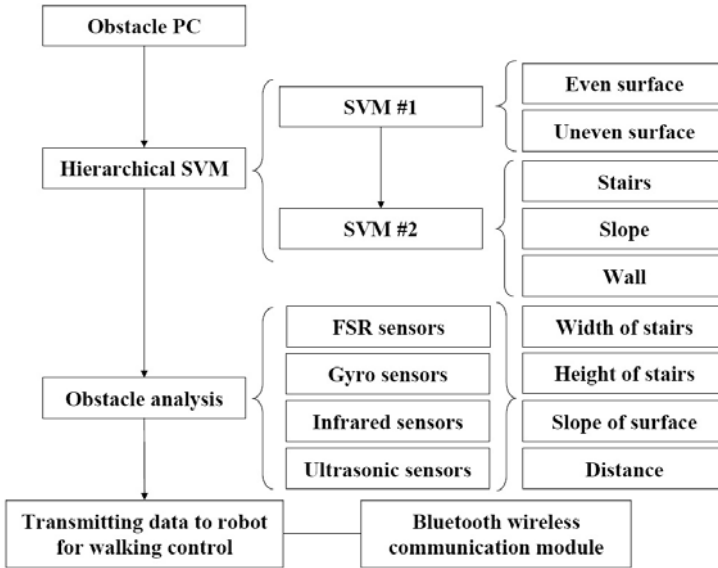 Obstacle PC
Hierarchical SVM
SVM #1
Even surface
Uneven surface
SVM #2
Stairs
Slope
Wall
Obstacle analysis
FSR sensors
Gyro sensors
Infrared sensors
Ultrasonic sensors
Width of stairs
Height of stairs
Slope of surface
Distance
Transmitting data to robot
for walking control
Bluetooth wireless
communication module